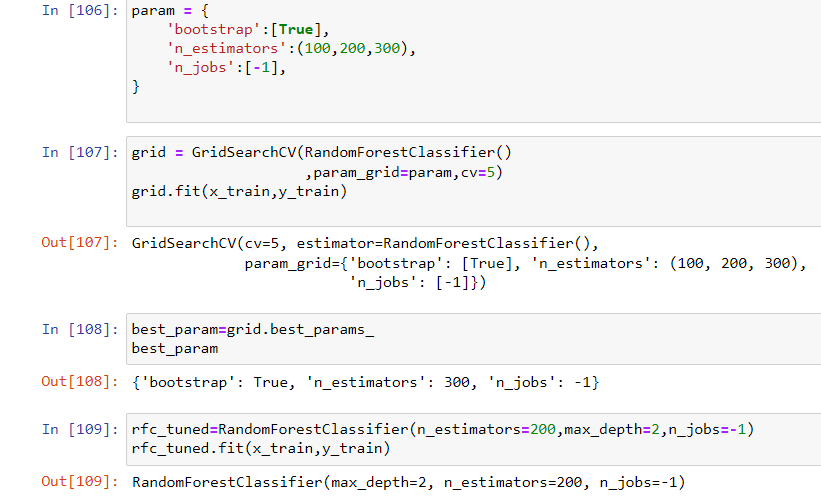 In [106]: param = {
    'bootstrap':[True],
    'n_estimators':(100,200,300),
    'n_jobs':[-1],
}
In [107]: grid = GridSearchCV(RandomForestClassifier()
                    ,param_grid=param,cv=5)
grid.fit(x_train,y_train)
Out[107]: GridSearchCV(cv=5, estimator=RandomForestClassifier(),
             param_grid={'bootstrap': [True], 'n_estimators': (100, 200, 300),
                         'n_jobs': [-1]})
In [108]: best_param=grid.best_params_
best_param
Out[108]: {'bootstrap': True, 'n_estimators': 300, 'n_jobs': -1}
In [109]: rfc_tuned=RandomForestClassifier(n_estimators=200,max_depth=2,n_jobs=-1)
rfc_tuned.fit(x_train,y_train)
Out[109]: RandomForestClassifier(max_depth=2, n_estimators=200, n_jobs=-1)